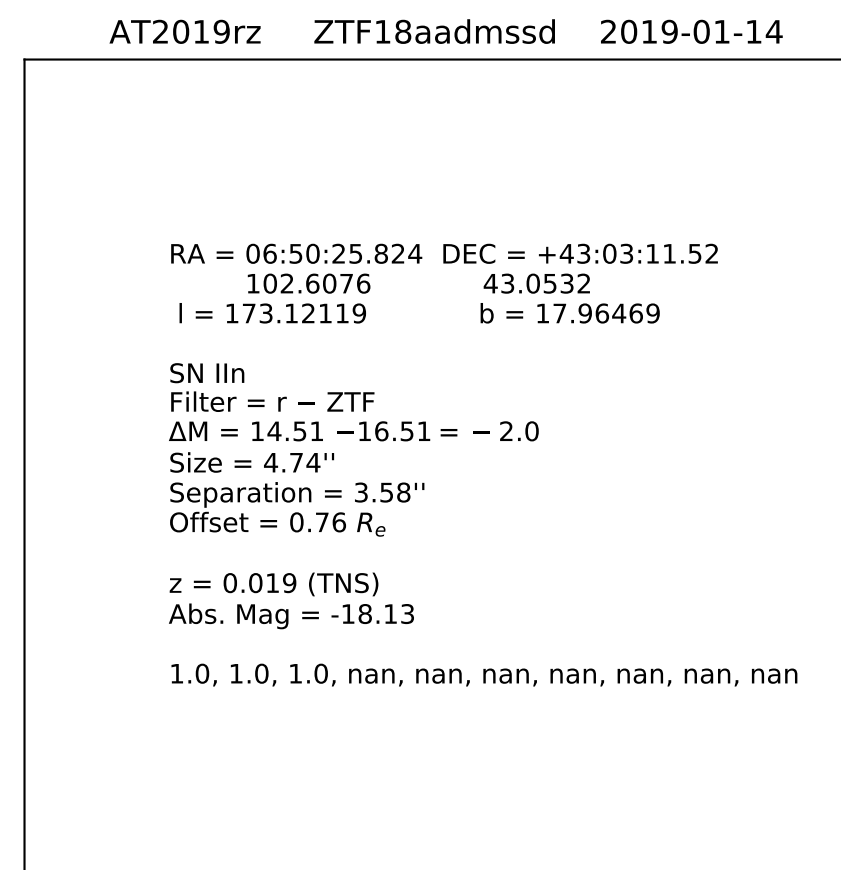 AT2019rz ZTF18aadmssd 2019-01-14
RA = 06:50:25.824 DEC = +43:03:11.52
102.6076 43.0532
l = 173.12119 b = 17.96469
SN IIn
Filter = r − ZTF
ΔM = 14.51 −16.51 = − 2.0
Size = 4.74''
Separation = 3.58''
Offset = 0.76 Rₑ
z = 0.019 (TNS)
Abs. Mag = -18.13
1.0, 1.0, 1.0, nan, nan, nan, nan, nan, nan, nan